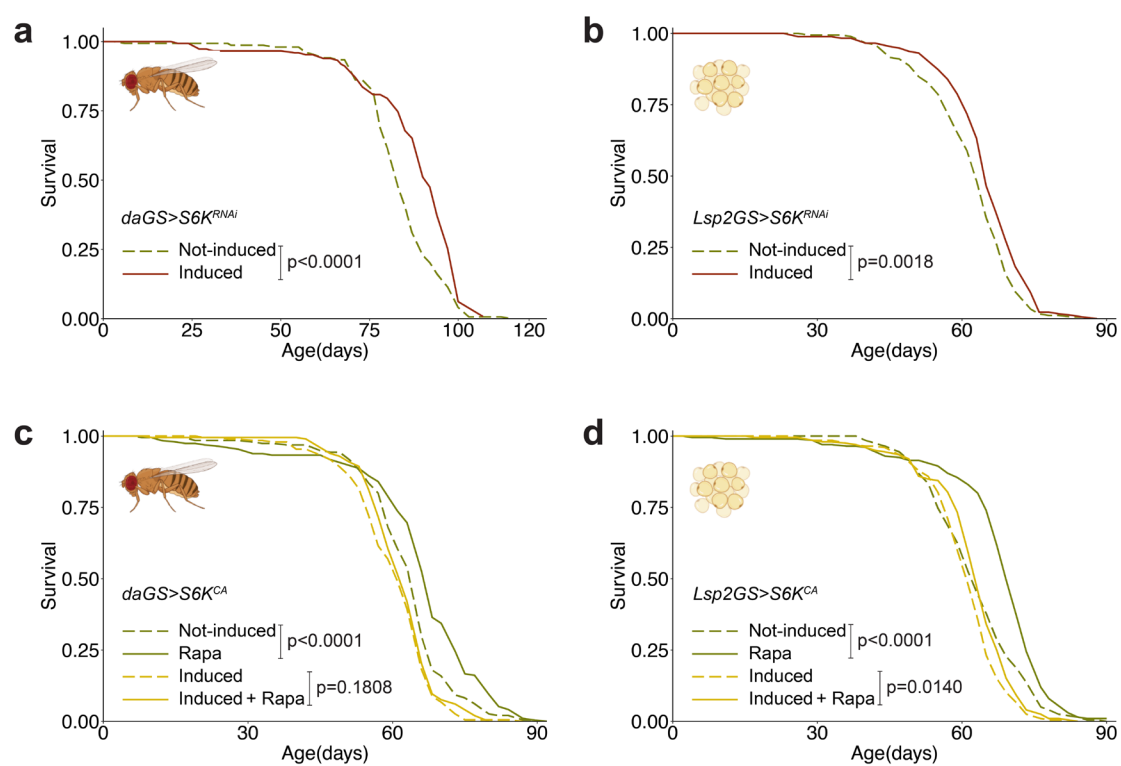 a
1.00
0.75
0.50
0.25
0.00
Survival
daGS>S6K^RNAi
Not-induced
Induced
p<0.0001
0 25 50 75 100 120
Age(days)
b
1.00
0.75
0.50
0.25
0.00
Survival
Lsp2GS>S6K^RNAi
Not-induced
Induced
p=0.0018
0 30 60 90
Age(days)
c
1.00
0.75
0.50
0.25
0.00
Survival
daGS>S6K^CA
Not-induced
Rapa
p<0.0001
Induced
Induced + Rapa
p=0.1808
0 30 60 90
Age(days)
d
1.00
0.75
0.50
0.25
0.00
Survival
Lsp2GS>S6K^CA
Not-induced
Rapa
p<0.0001
Induced
Induced + Rapa
p=0.0140
0 30 60 90
Age(days)